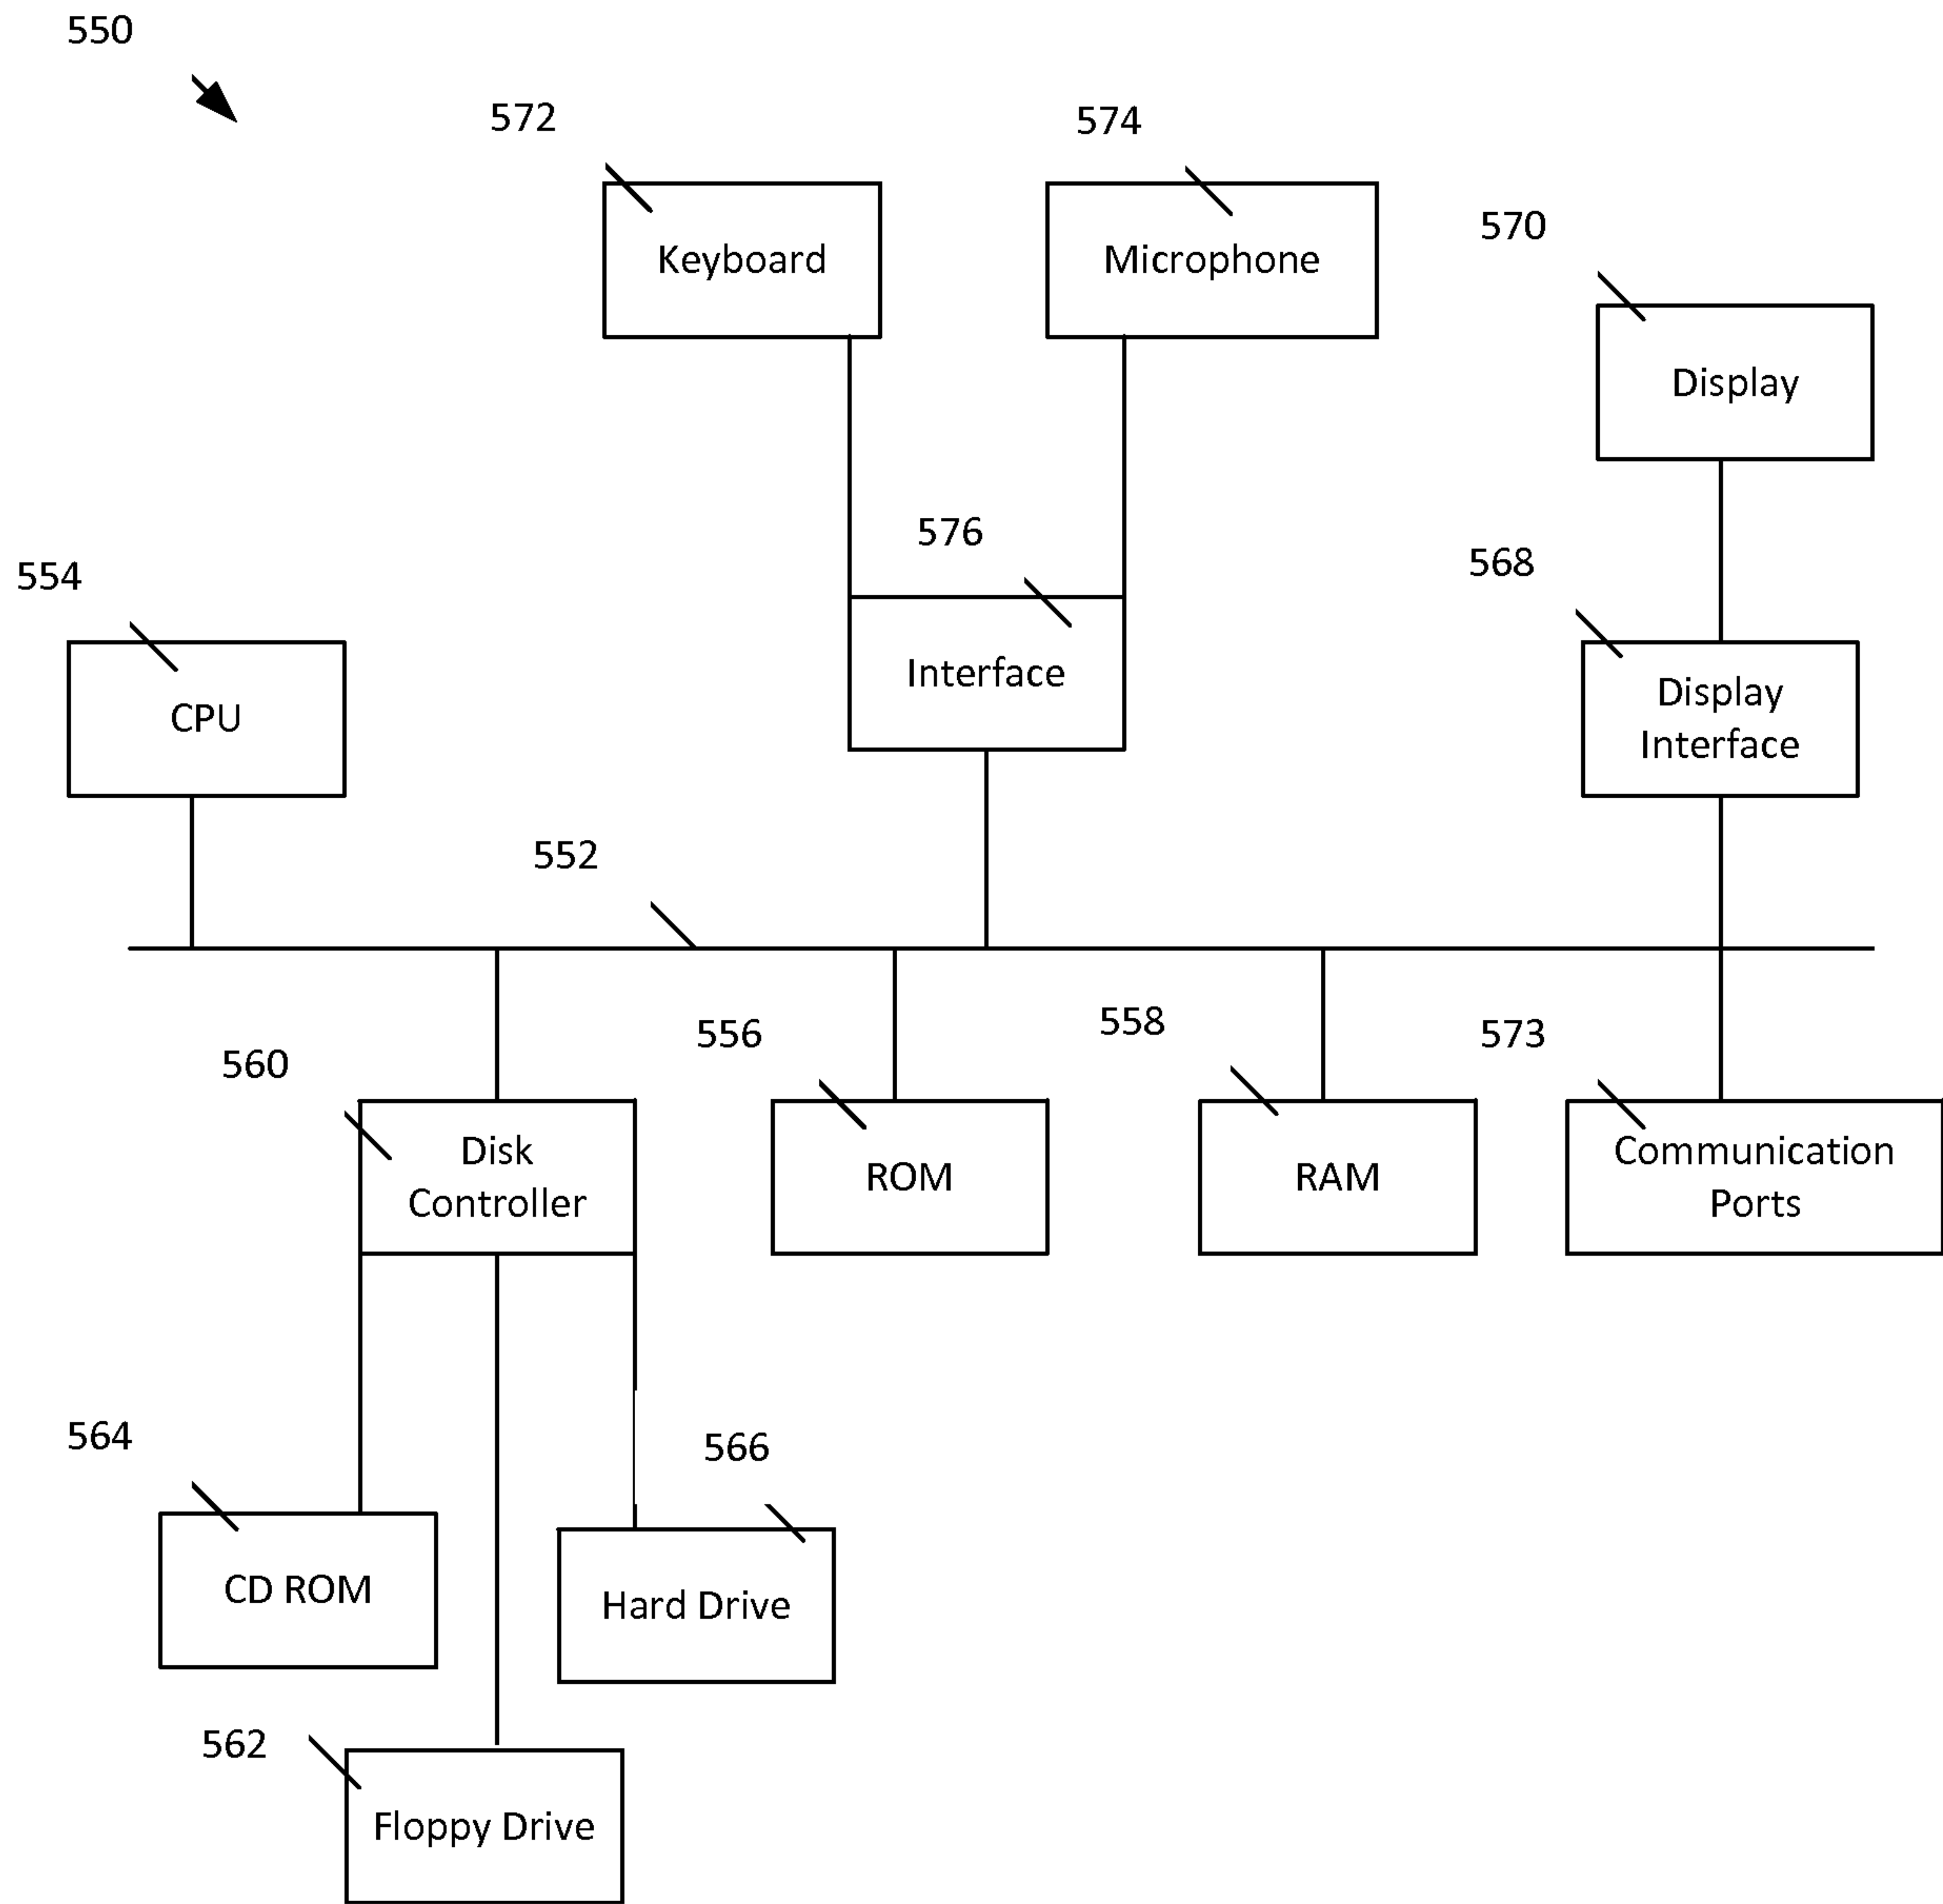 550
572
574
Keyboard
Microphone
570
Display
576
554
568
Interface
CPU
Display
Interface
552
560
556
558
573
Disk
Controller
ROM
RAM
Communication
Ports
564
566
CD ROM
Hard Drive
562
Floppy Drive